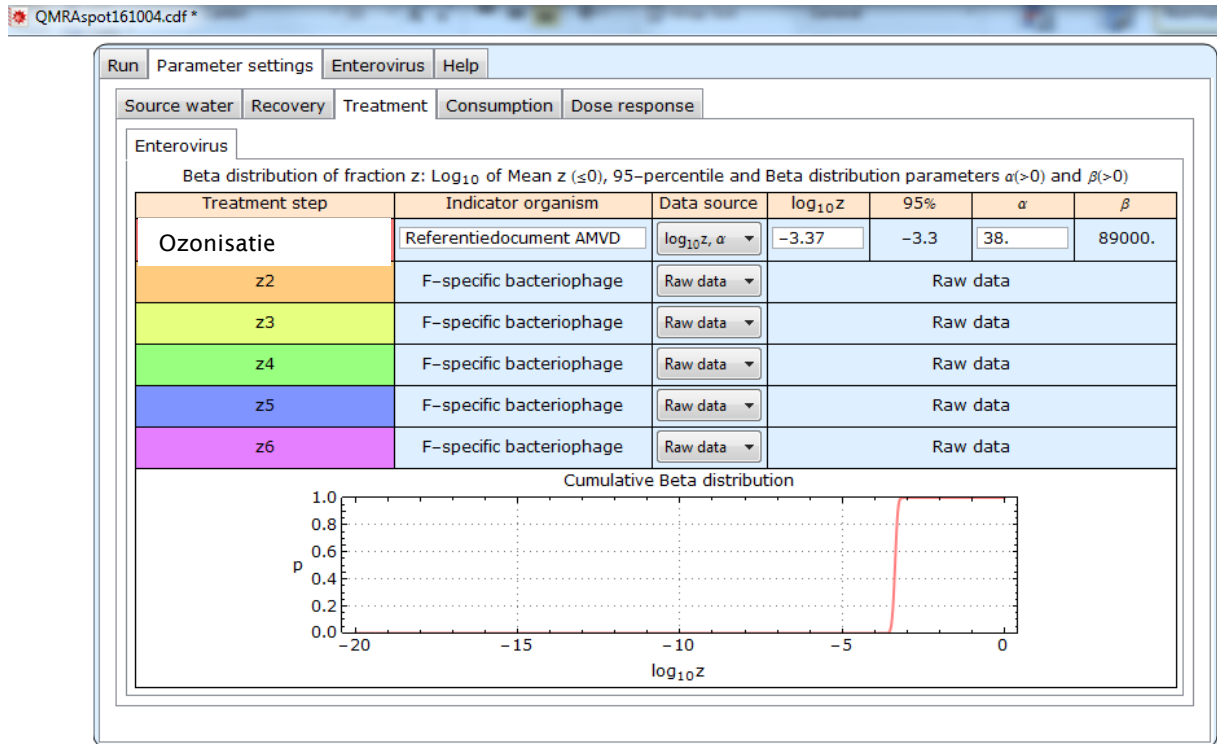 QMRAspot161004.cdf *
Run Parameter settings Enterovirus Help
Source water Recovery Treatment Consumption Dose response
Enterovirus
Beta distribution of fraction z: Log10 of Mean z (≤0), 95-percentile and Beta distribution parameters α(>0) and β(>0)
Treatment step Indicator organism Data source log10z 95% α β
Ozonisatie Referentiedocument AMVD log10z, α -3.37 -3.3 38. 89000.
z2 F-specific bacteriophage Raw data Raw data
z3 F-specific bacteriophage Raw data Raw data
z4 F-specific bacteriophage Raw data Raw data
z5 F-specific bacteriophage Raw data Raw data
z6 F-specific bacteriophage Raw data Raw data
Cumulative Beta distribution
1.0
0.8
0.6
p
0.4
0.2
0.0
-20 -15 -10 -5 0
log10z